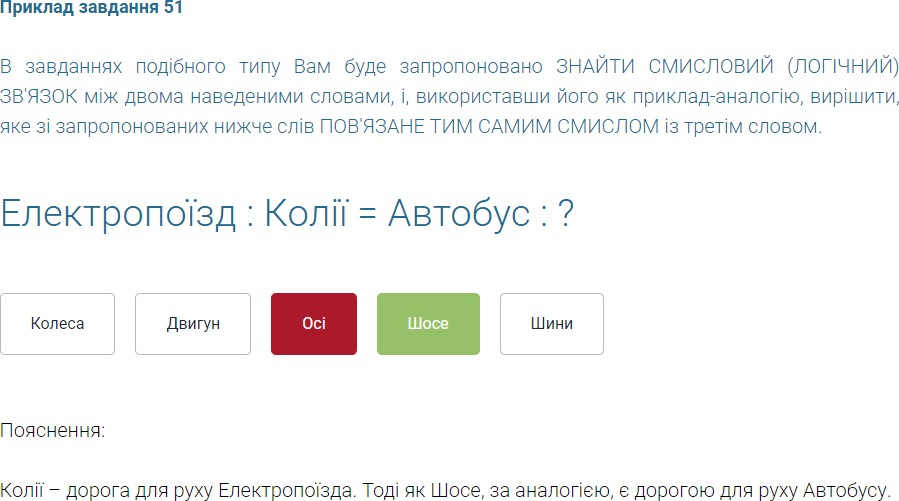 Приклад завдання 51
В завданнях подібного типу Вам буде запропоновано ЗНАЙТИ СМИСЛОВИЙ (ЛОГІЧНИЙ)
ЗВ'ЯЗОК між двома наведеними словами, і, використавши його як приклад-аналогію, вирішити,
яке зі запропонованих нижче слів ПОВ'ЯЗАНЕ ТИМ САМИМ СМИСЛОМ із третім словом.
Електропоїзд : Колії = Автобус : ?
Колеса Двигун Осі Шосе Шини
Пояснення:
Колії – дорога для руху Електропоїзда. Тоді як Шосе, за аналогією, є дорогою для руху Автобусу.